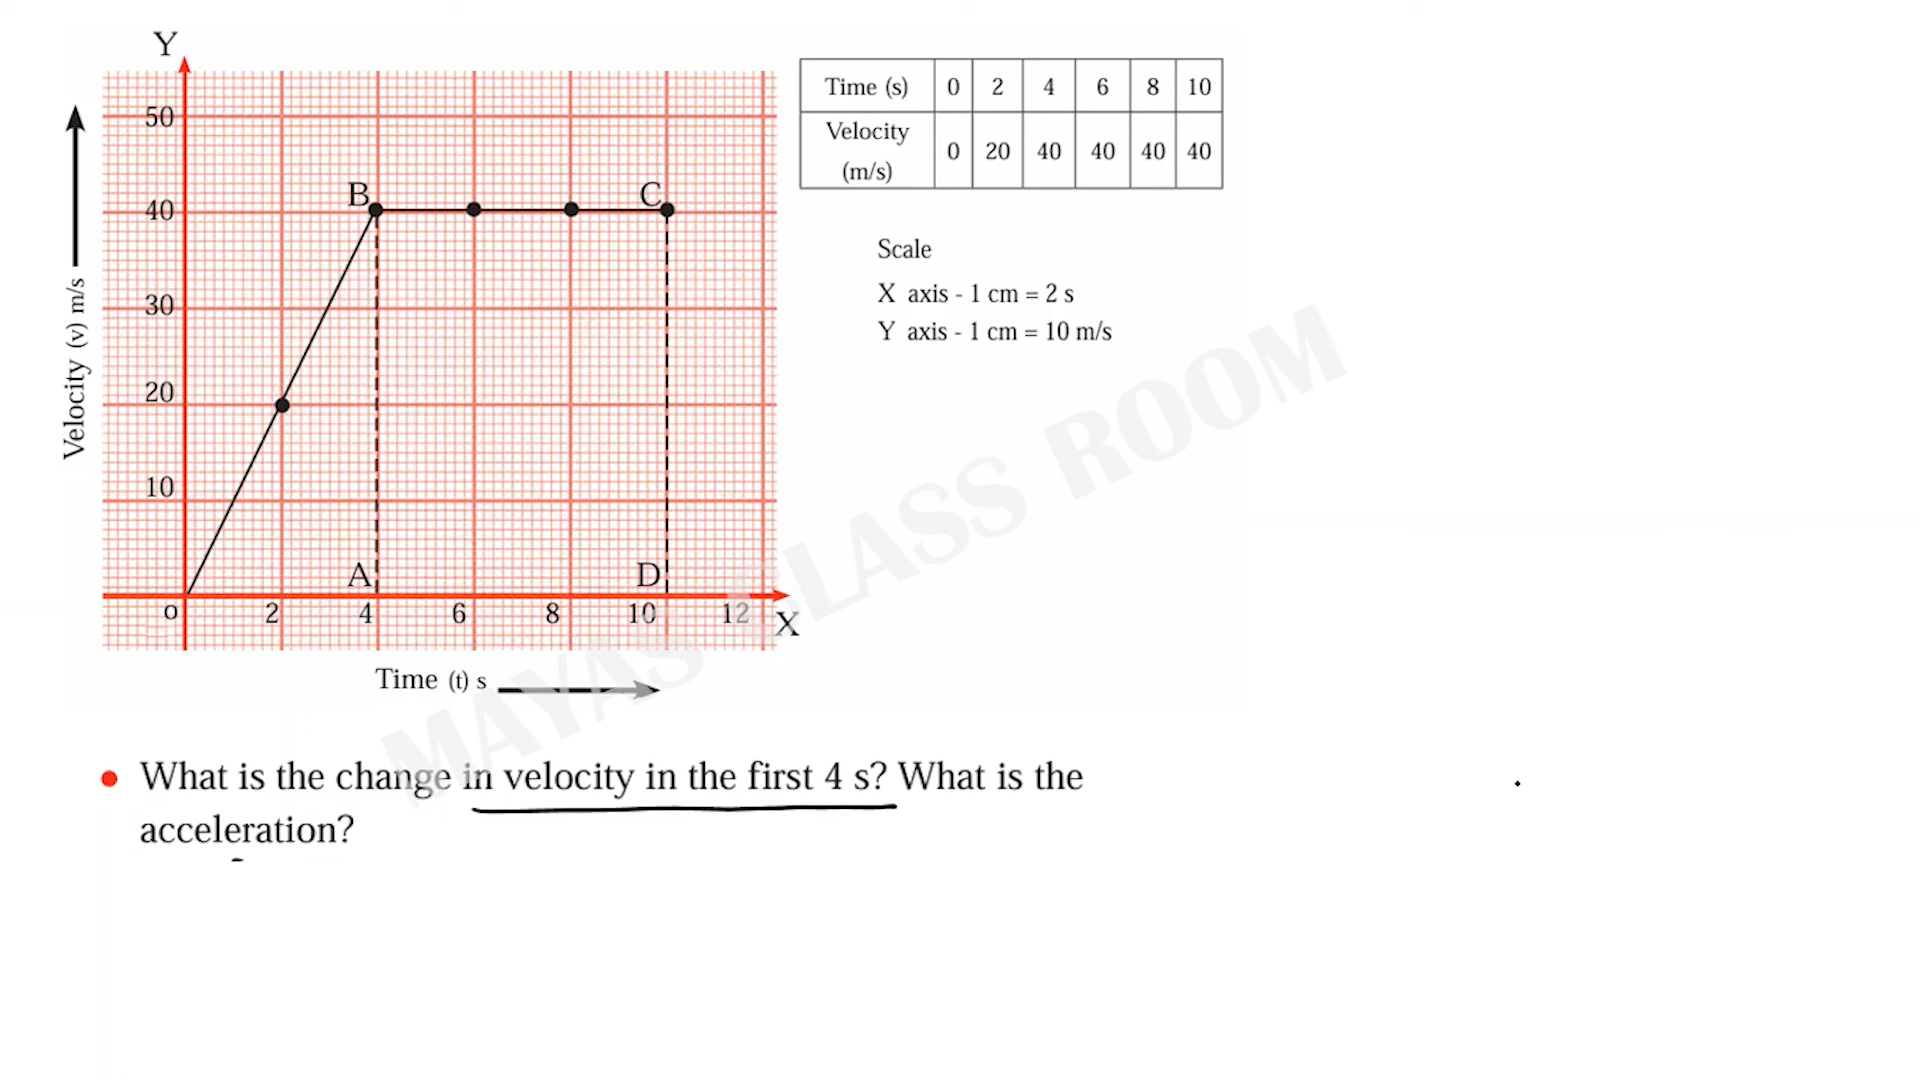 Y
50
40
30
20
10
B
C
A
D
o 2 4 6 8 10 12 X
Velocity (v) m/s
Time (t) s
Time (s) 0 2 4 6 8 10
Velocity
(m/s) 0 20 40 40 40 40
Scale
X axis - 1 cm = 2 s
Y axis - 1 cm = 10 m/s
MAYAS CLASS ROOM
What is the change in velocity in the first 4 s? What is the
acceleration?